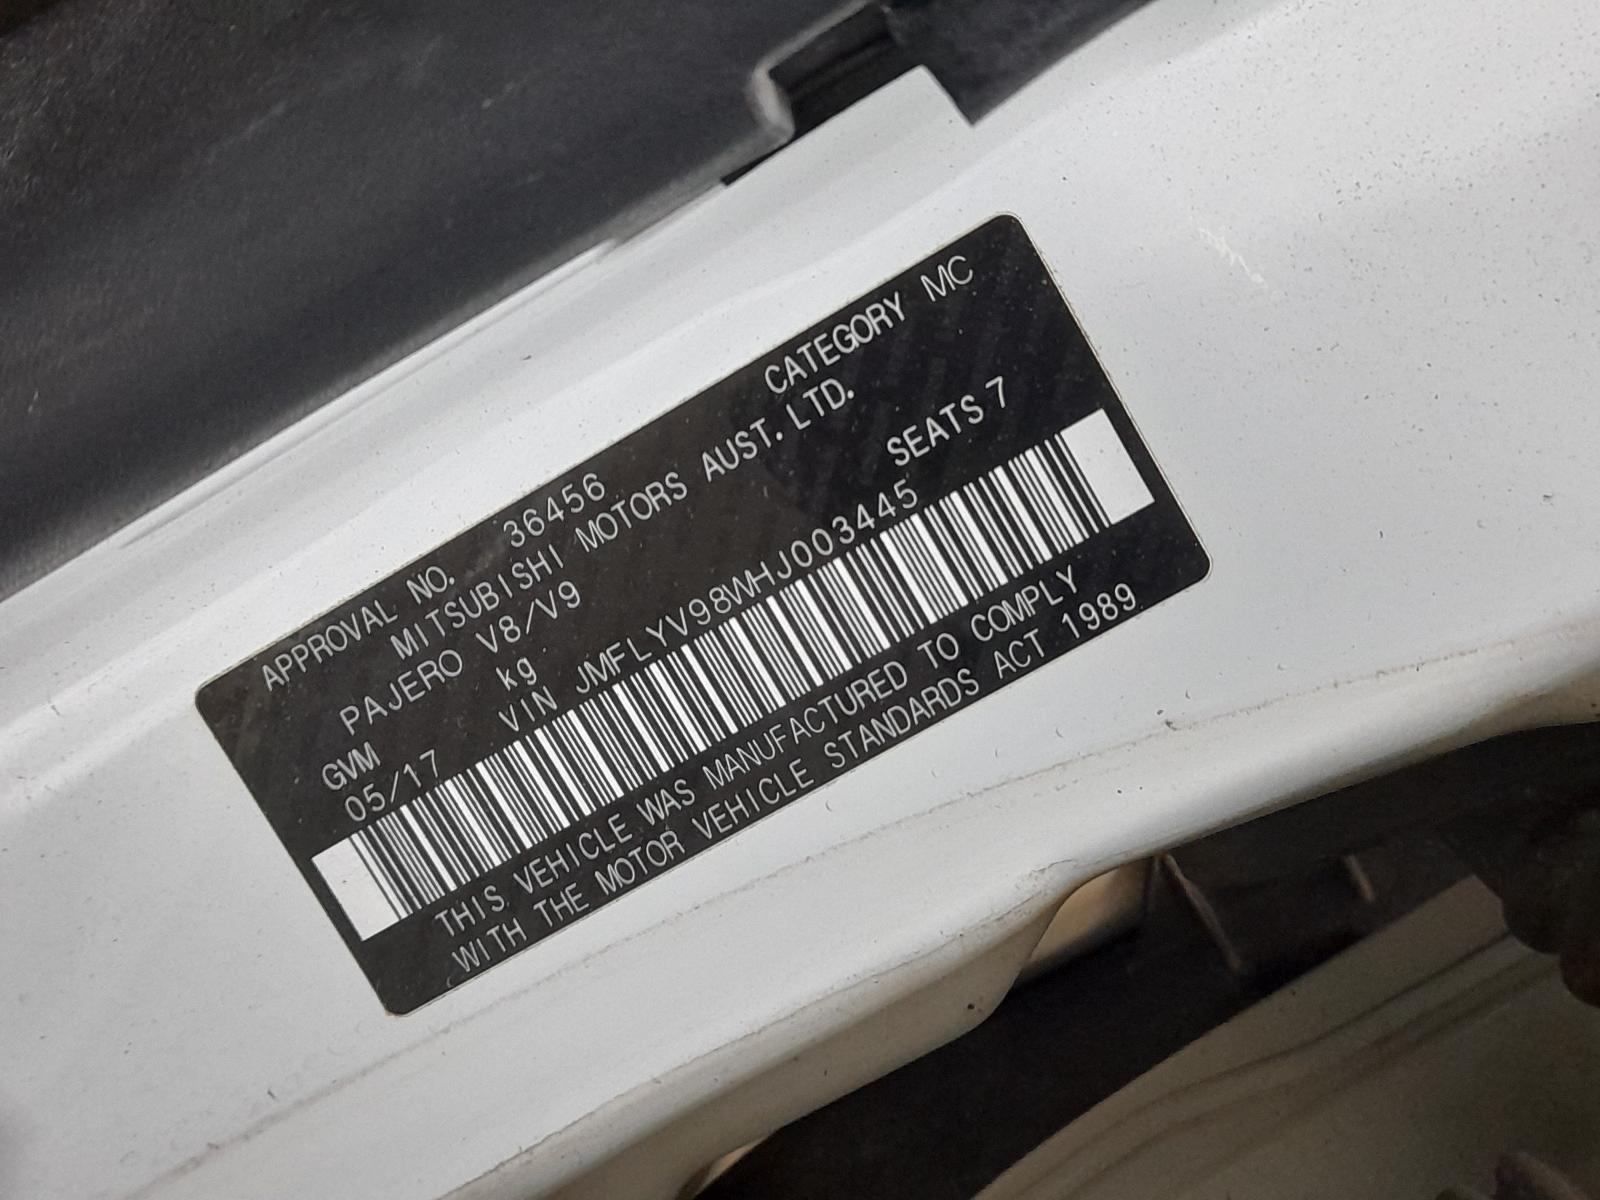 APPROVAL NO. 36456 CATEGORY MC
MITSUBISHI MOTORS AUST. LTD.
PAJERO V8/V9
GVM kg SEATS 7
05/17 VIN JMFLYV98WHJ003445
THIS VEHICLE WAS MANUFACTURED TO COMPLY
WITH THE MOTOR VEHICLE STANDARDS ACT 1989